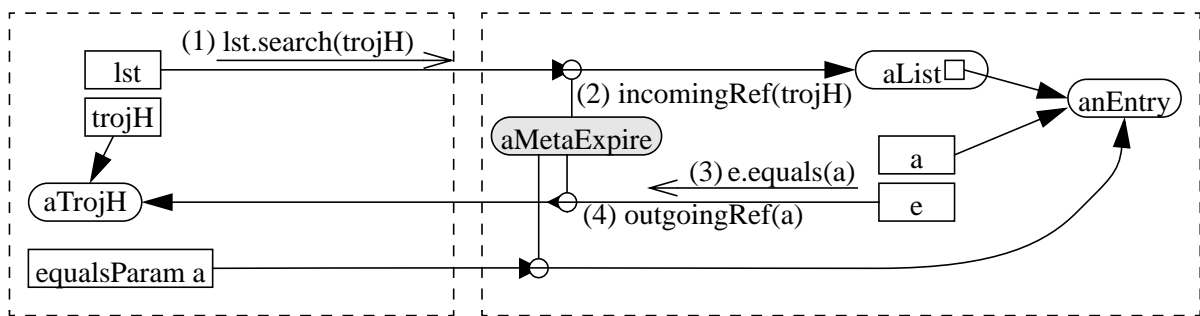 (1) lst.search(trojH)
lst
aList
(2) incomingRef(trojH)
anEntry
trojH
aMetaExpire
a
(3) e.equals(a)
aTrojH
e
(4) outgoingRef(a)
equalsParam a